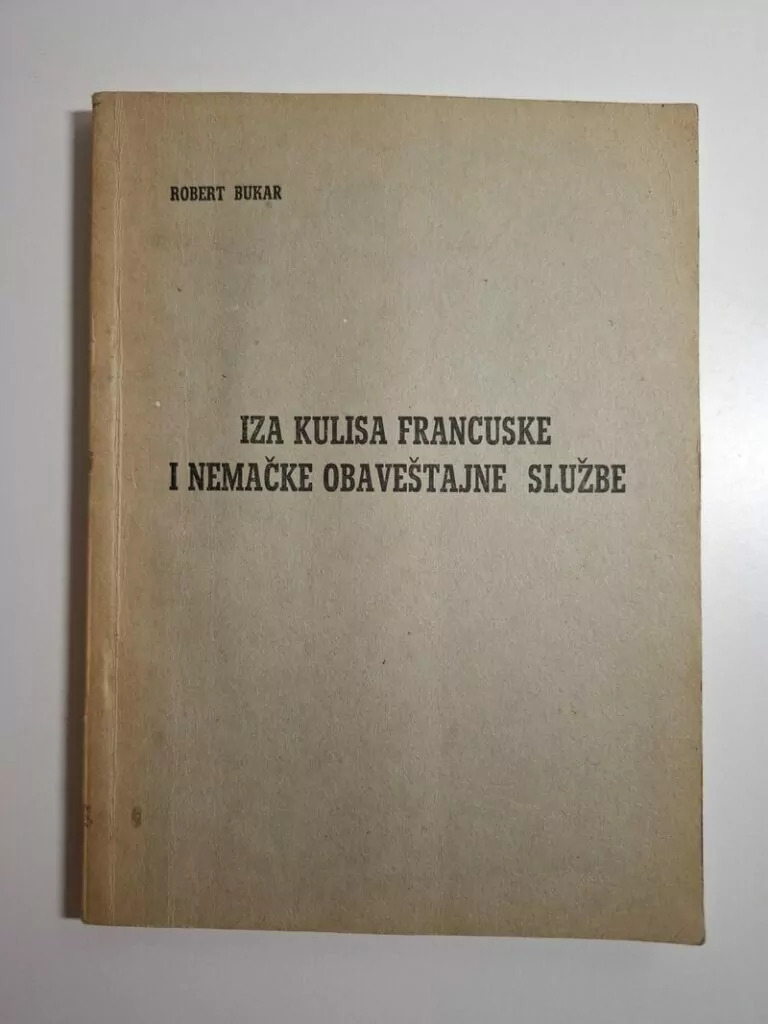 ROBERT BUKAR
IZA KULISA FRANCUSKE
I NEMAČKE OBAVEŠTAJNE SLUŽBE